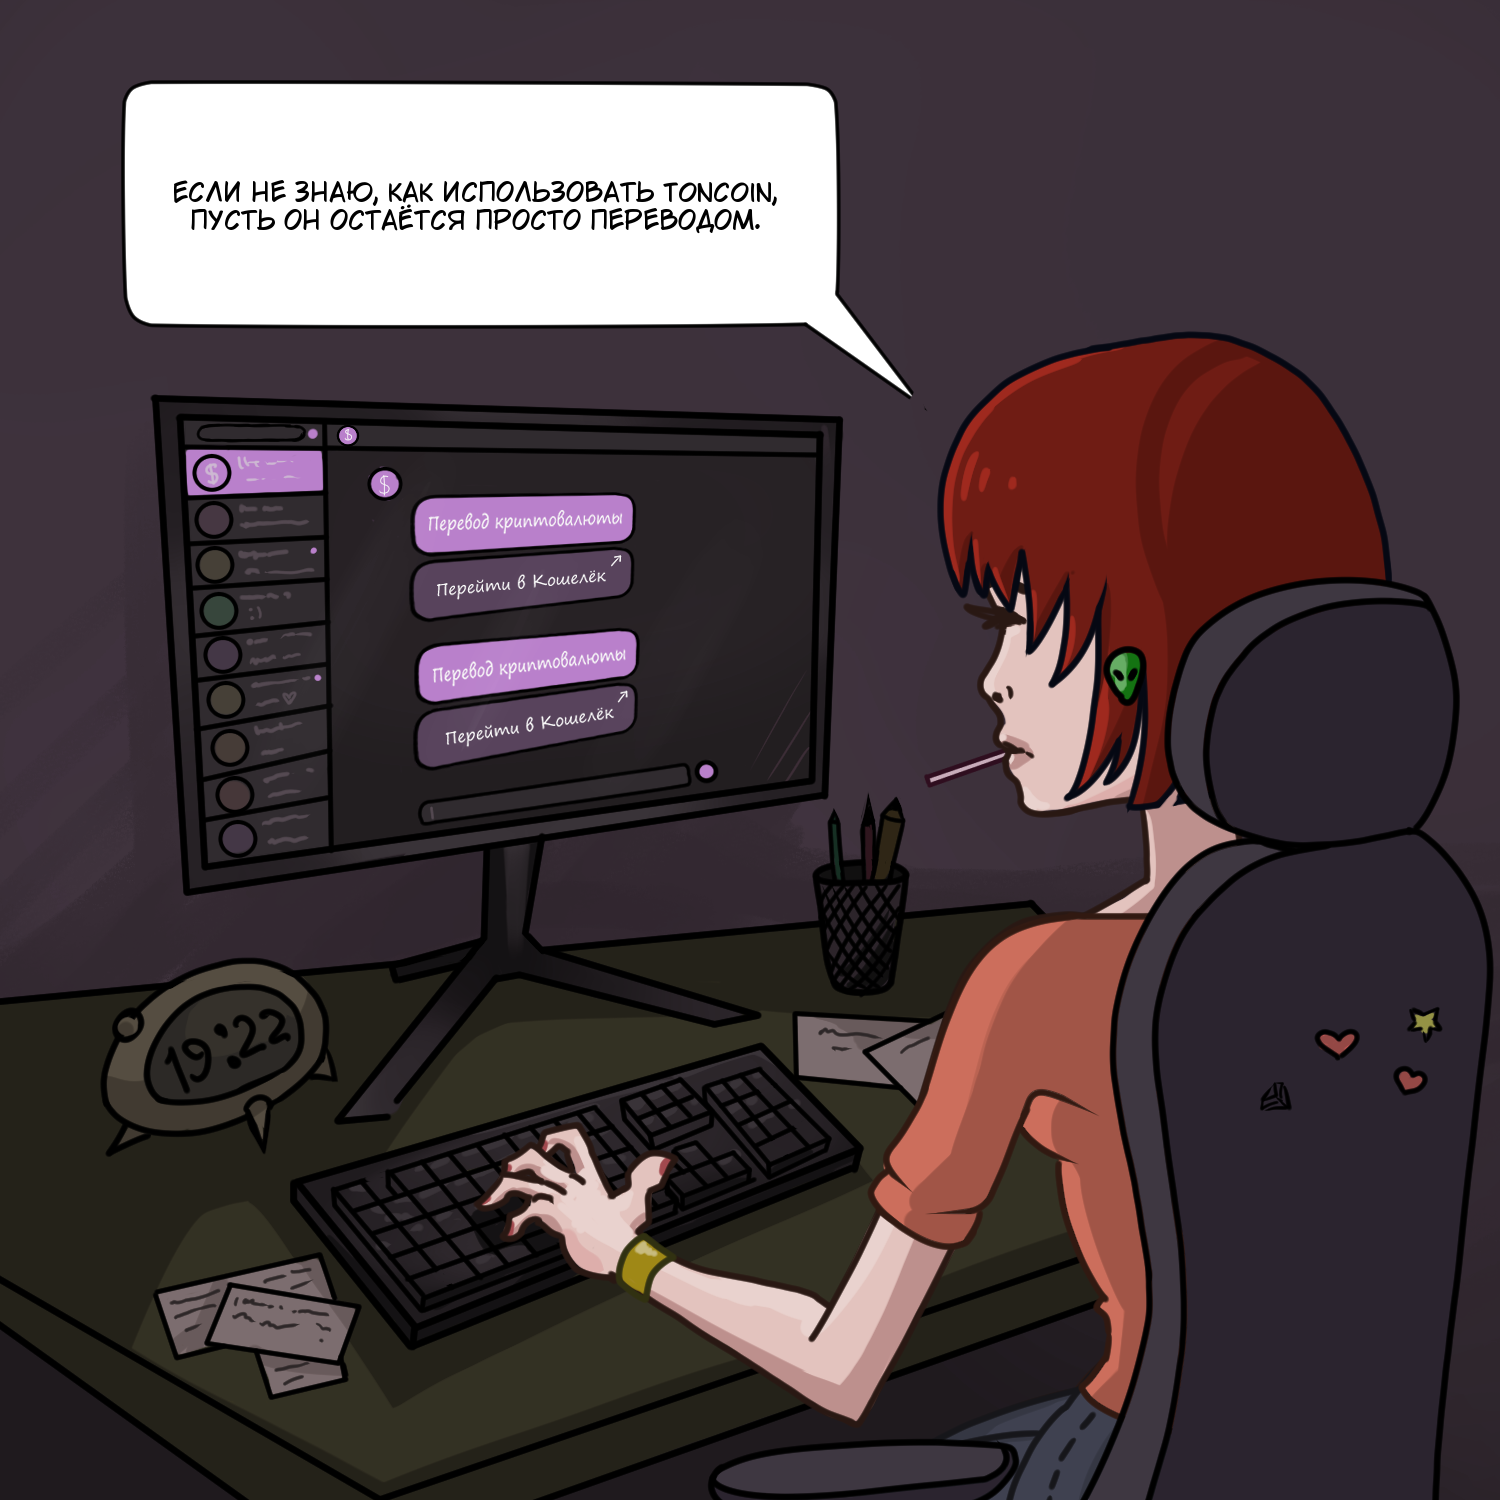 ЕСЛИ НЕ ЗНАЮ, КАК ИСПОЛЬЗОВАТЬ TONCOIN,
ПУСТЬ ОН ОСТАЁТСЯ ПРОСТО ПЕРЕВОДОМ.
$
$
$
Перевод криптовалюты
Перейти в Кошелёк
Перевод криптовалюты
Перейти в Кошелёк
:)
19:22